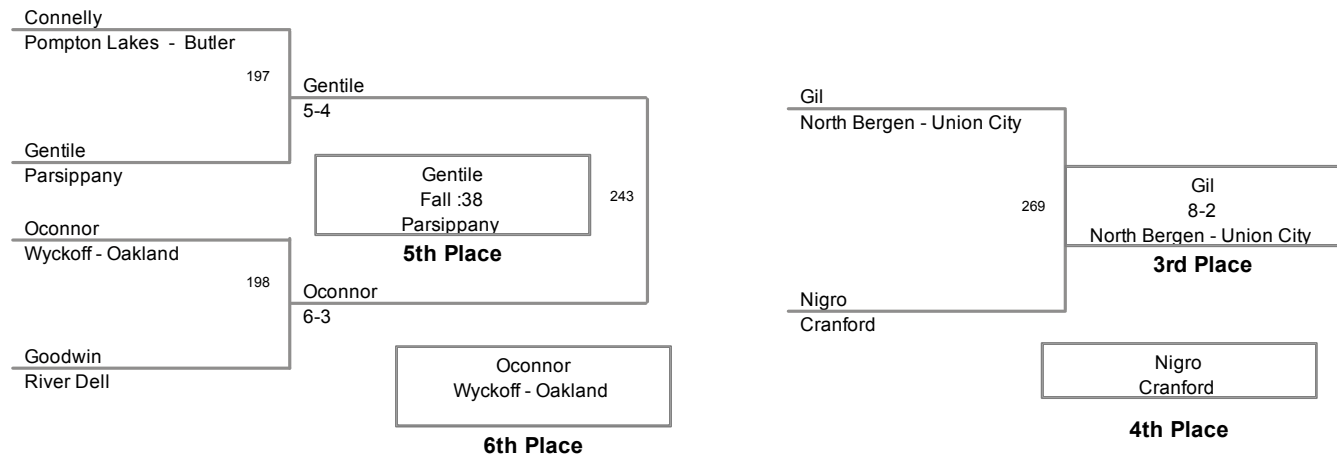 Connelly
Pompton Lakes - Butler
197
Gentile
5-4
Gentile
Parsippany
Gentile
Fall :38
Parsippany
5th Place
243
Oconnor
Wyckoff - Oakland
198
Oconnor
6-3
Goodwin
River Dell
Oconnor
Wyckoff - Oakland
6th Place
Gil
North Bergen - Union City
269
Gil
8-2
North Bergen - Union City
3rd Place
Nigro
Cranford
Nigro
Cranford
4th Place